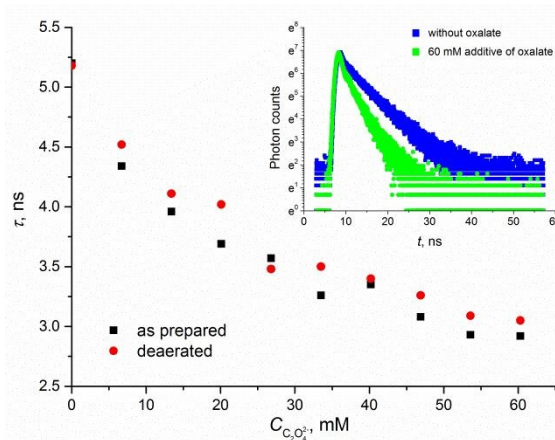 without oxalate
60 mM additive of oxalate
Photon counts
e⁸
e⁷
e⁶
e⁵
e⁴
e³
e²
e¹
e⁰
0 10 20 30 40 50 60
t, ns
τ, ns
5.5
5.0
4.5
4.0
3.5
3.0
2.5
as prepared
deaerated
0 10 20 30 40 50 60
C_C₂O₄²⁻, mM